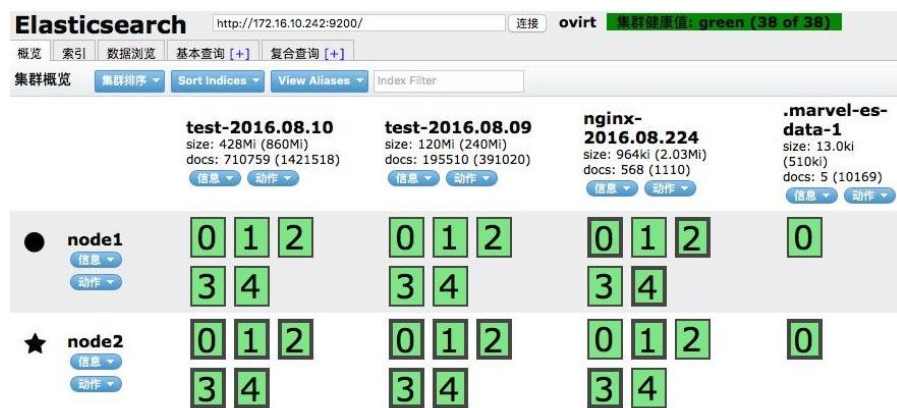 Elasticsearch http://172.16.10.242:9200/ 连接 ovirt 集群健康值: green (38 of 38)
概览 索引 数据浏览 基本查询 [+] 复合查询 [+]
集群概览 集群排序 Sort Indices View Aliases Index Filter
test-2016.08.10
size: 428Mi (860Mi)
docs: 710759 (1421518)
信息 动作
test-2016.08.09
size: 120Mi (240Mi)
docs: 195510 (391020)
信息 动作
nginx-
2016.08.224
size: 964ki (2.03Mi)
docs: 568 (1110)
信息 动作
.marvel-es-
data-1
size: 13.0ki
(510ki)
docs: 5 (10169)
信息 动作
node1 0 1 2 0 1 2 0 1 2 0
信息
动作 3 4 3 4 3 4
node2 0 1 2 0 1 2 0 1 2 0
信息
动作 3 4 3 4 3 4